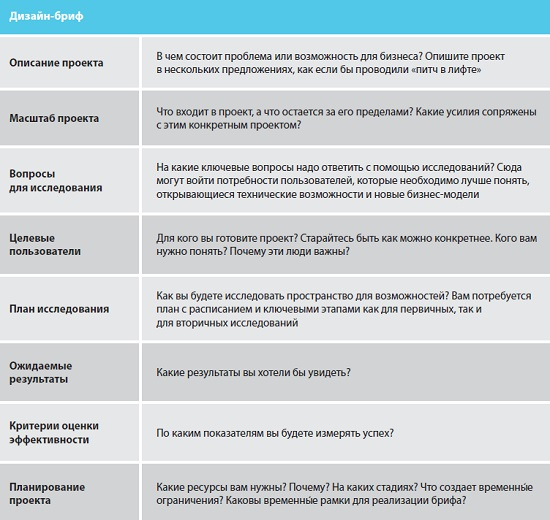 Дизайн-бриф
Описание проекта
В чем состоит проблема или возможность для бизнеса? Опишите проект
в нескольких предложениях, как если бы проводили «питч в лифте»
Масштаб проекта
Что входит в проект, а что остается за его пределами? Какие усилия сопряжены
с этим конкретным проектом?
Вопросы
для исследования
На какие ключевые вопросы надо ответить с помощью исследований? Сюда
могут войти потребности пользователей, которые необходимо лучше понять,
открывающиеся технические возможности и новые бизнес-модели
Целевые
пользователи
Для кого вы готовите проект? Старайтесь быть как можно конкретнее. Кого вам
нужно понять? Почему эти люди важны?
План исследования
Как вы будете исследовать пространство для возможностей? Вам потребуется
план с расписанием и ключевыми этапами как для первичных, так и
для вторичных исследований
Ожидаемые
результаты
Какие результаты вы хотели бы увидеть?
Критерии оценки
эффективности
По каким показателям вы будете измерять успех?
Планирование
проекта
Какие ресурсы вам нужны? Почему? На каких стадиях? Что создает временны́е
ограничения? Каковы временны́е рамки для реализации брифа?